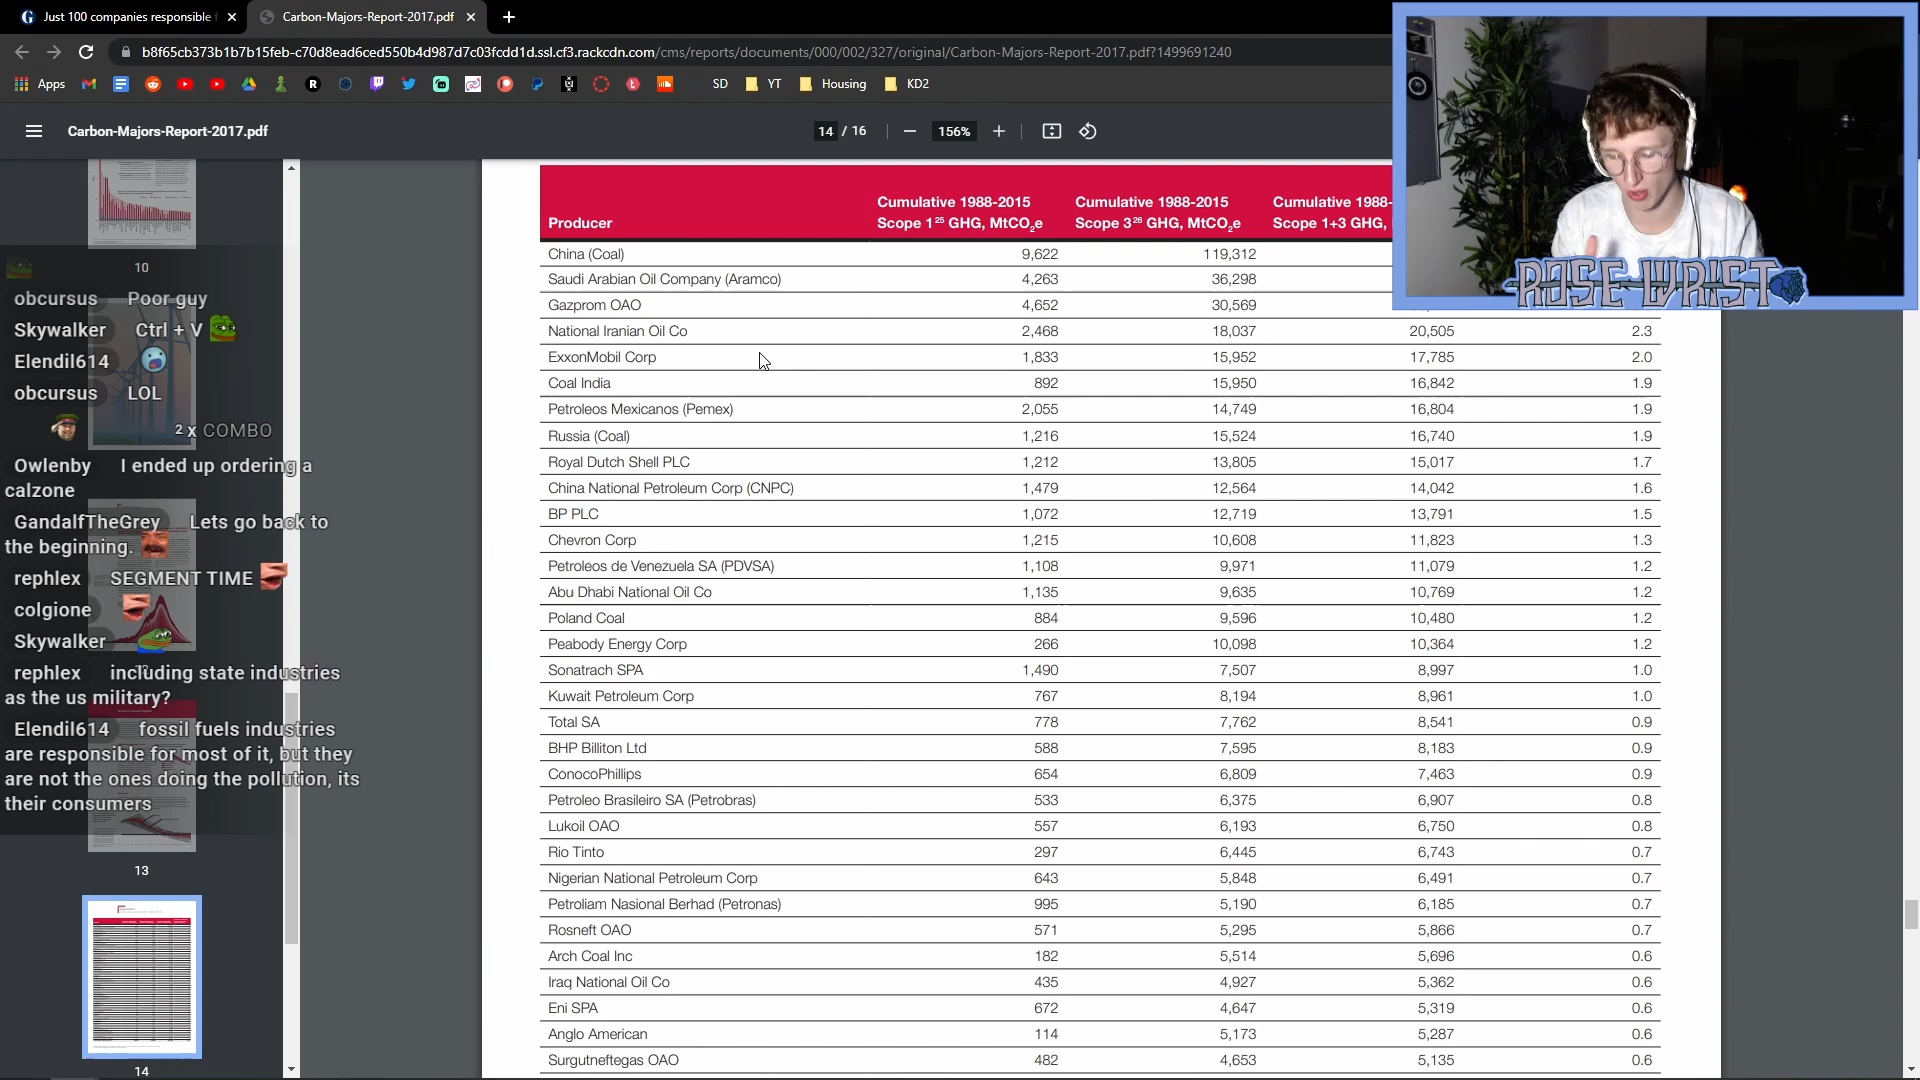 Just 100 companies responsible f
Carbon-Majors-Report-2017.pdf
b8f65cb373b1b7b15feb-c70d8ead6ced550b4d987d7c03fcdd1d.ssl.cf3.rackcdn.com/cms/reports/documents/000/002/327/original/Carbon-Majors-Report-2017.pdf?1499691240
Apps SD YT Housing KD2
Carbon-Majors-Report-2017.pdf 14 / 16 156%
ROSE WRIST
10
obcursus Poor guy
Skywalker Ctrl + V
Elendil614
obcursus LOL
2 x COMBO
Owlenby I ended up ordering a
calzone
GandalfTheGrey Lets go back to
the beginning.
rephlex SEGMENT TIME
colgione
Skywalker
rephlex including state industries
as the us military?
Elendil614 fossil fuels industries
are responsible for most of it, but they
are not the ones doing the pollution, its
their consumers
13
14
Cumulative 1988-2015 Cumulative 1988-2015 Cumulative 1988-
Producer Scope 1²⁵ GHG, MtCO₂e Scope 3²⁶ GHG, MtCO₂e Scope 1+3 GHG,
China (Coal) 9,622 119,312
Saudi Arabian Oil Company (Aramco) 4,263 36,298
Gazprom OAO 4,652 30,569
National Iranian Oil Co 2,468 18,037 20,505 2.3
ExxonMobil Corp 1,833 15,952 17,785 2.0
Coal India 892 15,950 16,842 1.9
Petroleos Mexicanos (Pemex) 2,055 14,749 16,804 1.9
Russia (Coal) 1,216 15,524 16,740 1.9
Royal Dutch Shell PLC 1,212 13,805 15,017 1.7
China National Petroleum Corp (CNPC) 1,479 12,564 14,042 1.6
BP PLC 1,072 12,719 13,791 1.5
Chevron Corp 1,215 10,608 11,823 1.3
Petroleos de Venezuela SA (PDVSA) 1,108 9,971 11,079 1.2
Abu Dhabi National Oil Co 1,135 9,635 10,769 1.2
Poland Coal 884 9,596 10,480 1.2
Peabody Energy Corp 266 10,098 10,364 1.2
Sonatrach SPA 1,490 7,507 8,997 1.0
Kuwait Petroleum Corp 767 8,194 8,961 1.0
Total SA 778 7,762 8,541 0.9
BHP Billiton Ltd 588 7,595 8,183 0.9
ConocoPhillips 654 6,809 7,463 0.9
Petroleo Brasileiro SA (Petrobras) 533 6,375 6,907 0.8
Lukoil OAO 557 6,193 6,750 0.8
Rio Tinto 297 6,445 6,743 0.7
Nigerian National Petroleum Corp 643 5,848 6,491 0.7
Petroliam Nasional Berhad (Petronas) 995 5,190 6,185 0.7
Rosneft OAO 571 5,295 5,866 0.7
Arch Coal Inc 182 5,514 5,696 0.6
Iraq National Oil Co 435 4,927 5,362 0.6
Eni SPA 672 4,647 5,319 0.6
Anglo American 114 5,173 5,287 0.6
Surgutneftegas OAO 482 4,653 5,135 0.6